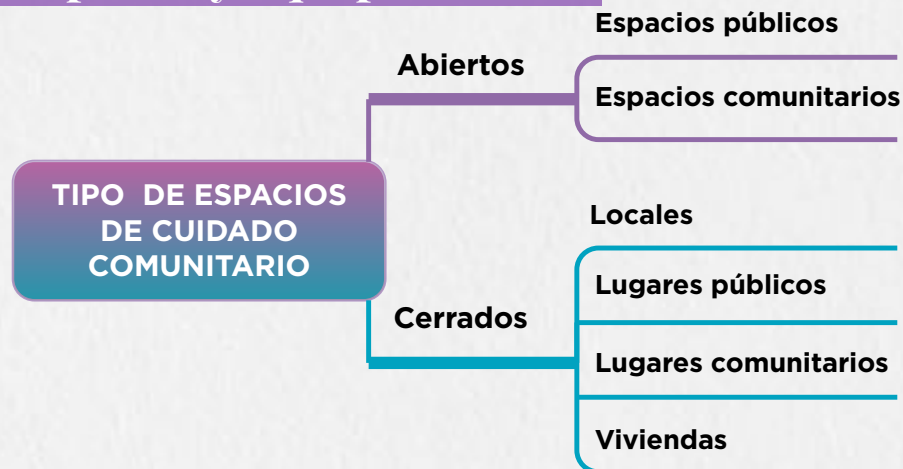 TIPO DE ESPACIOS
DE CUIDADO
COMUNITARIO
Abiertos
Espacios públicos
Espacios comunitarios
Cerrados
Locales
Lugares públicos
Lugares comunitarios
Viviendas